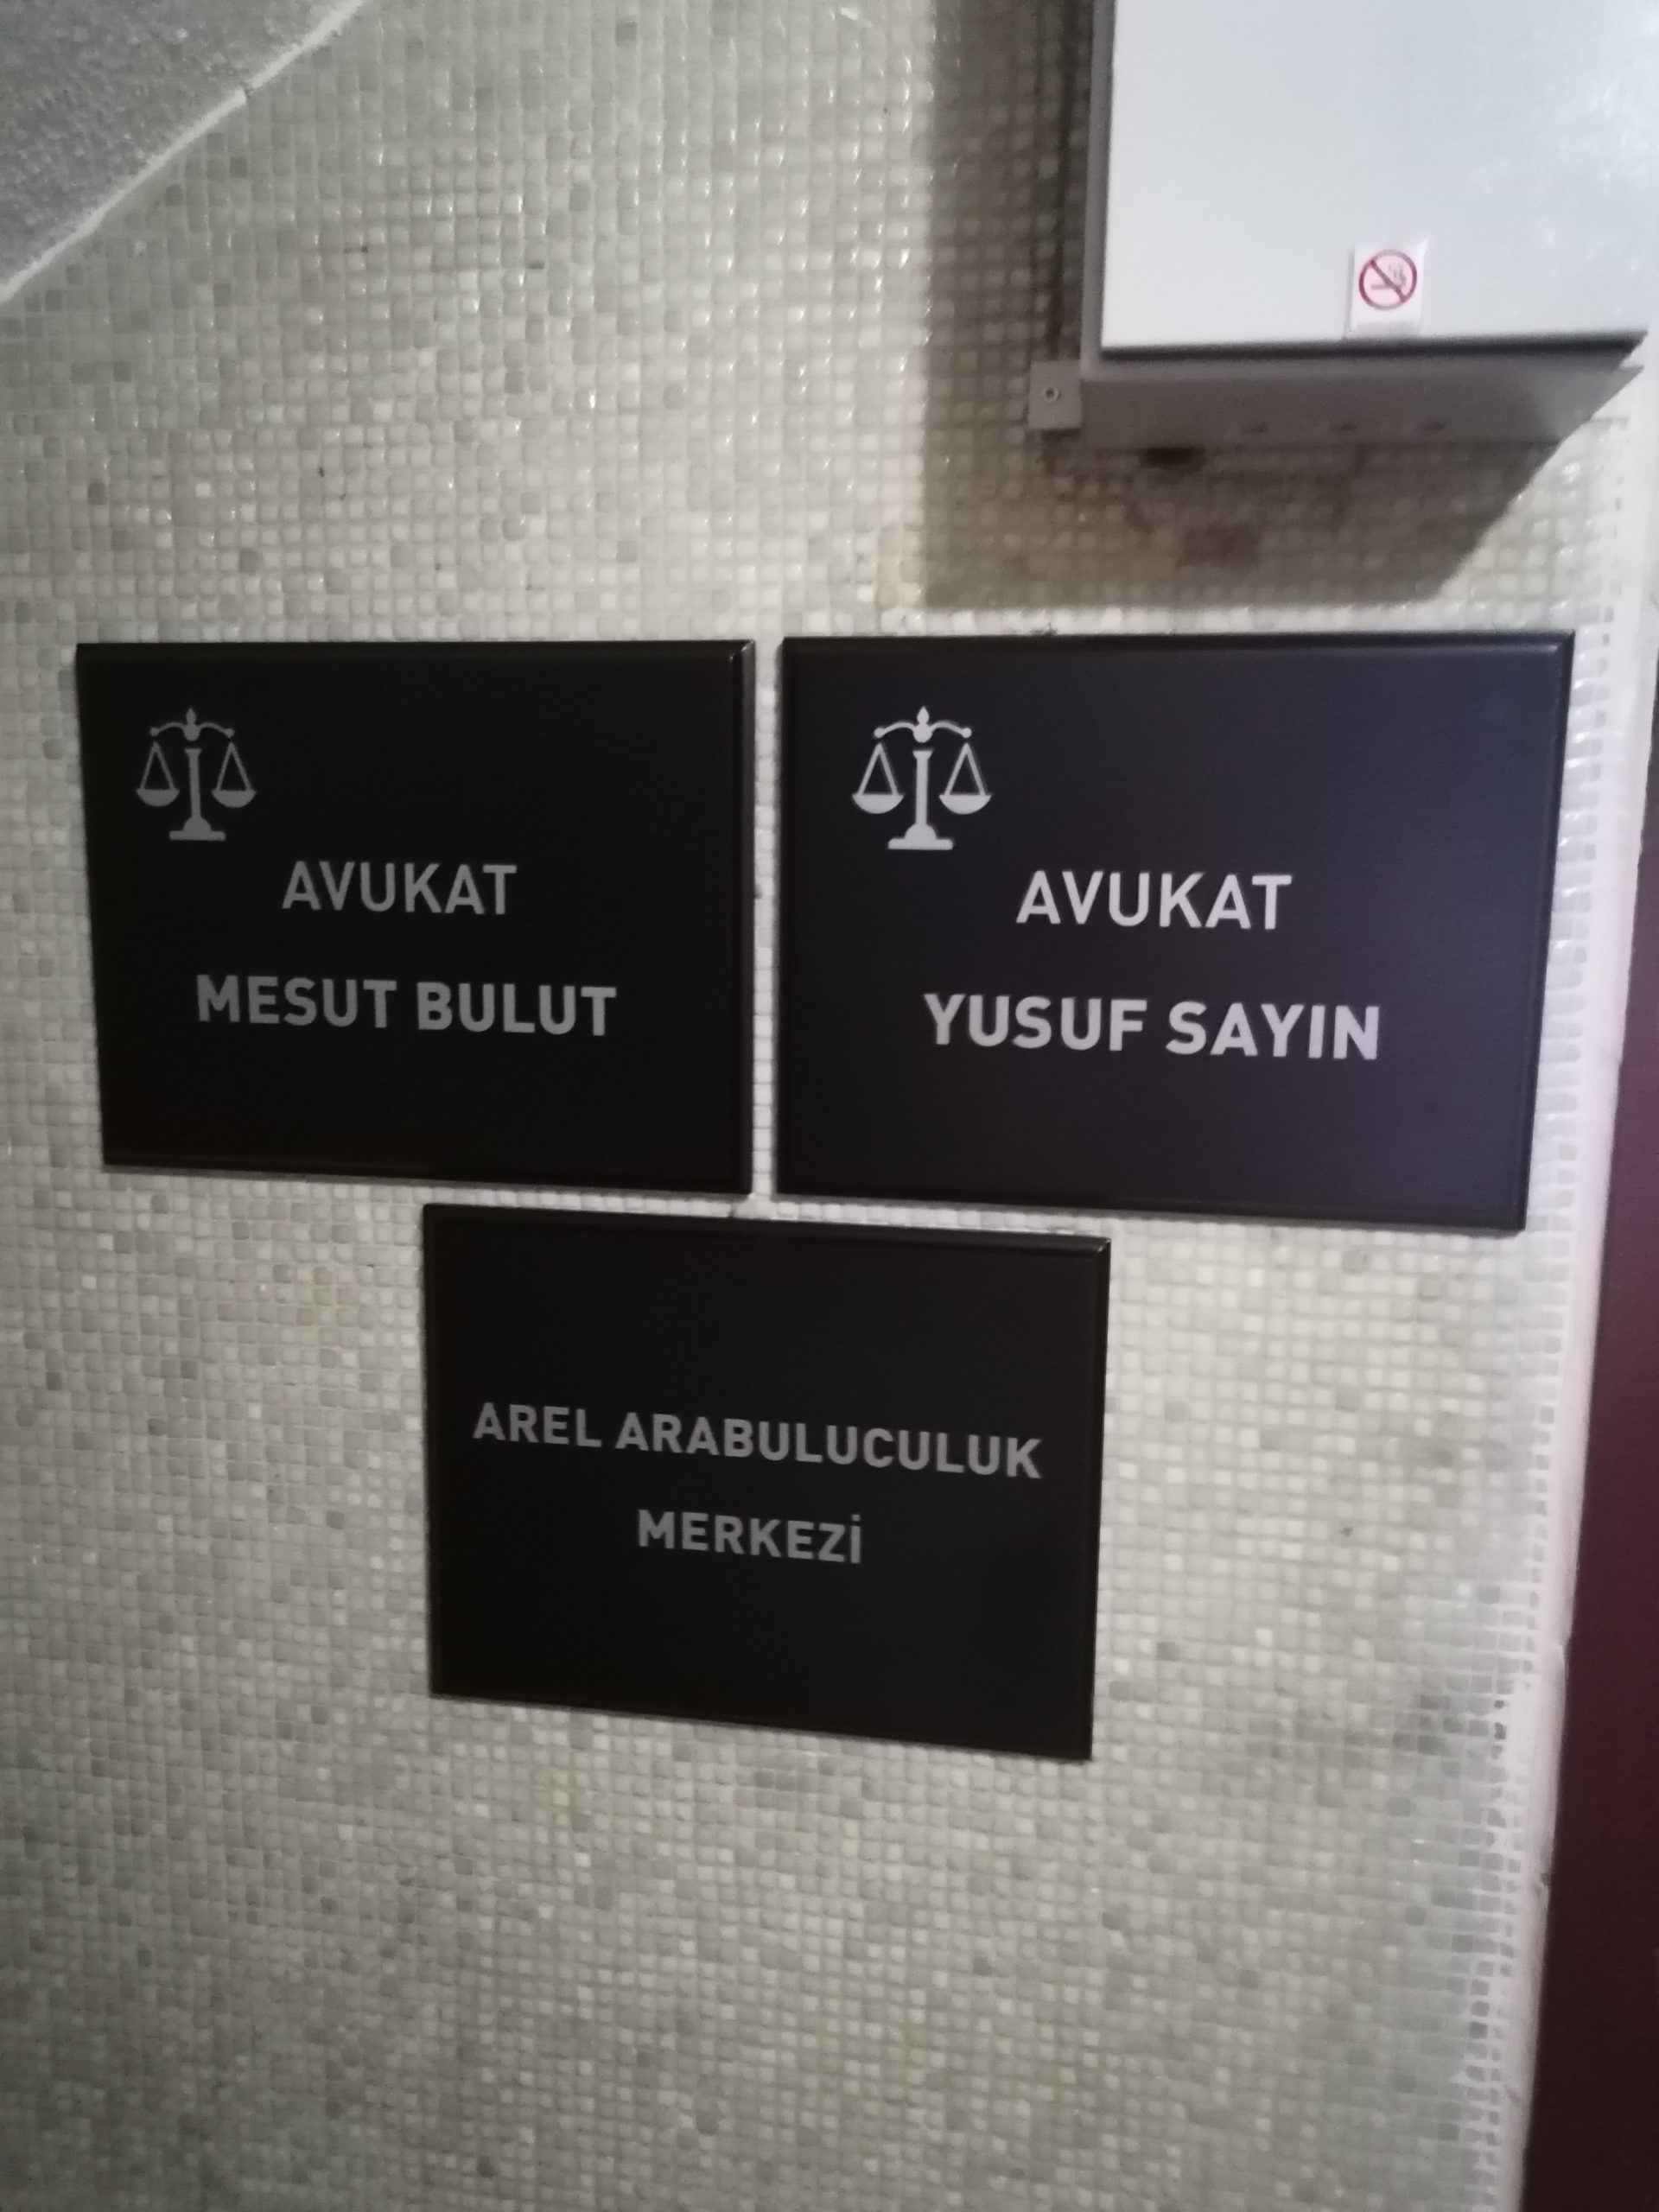 AVUKAT
MESUT BULUT
AVUKAT
YUSUF SAYIN
AREL ARABULUCULUK
MERKEZİ